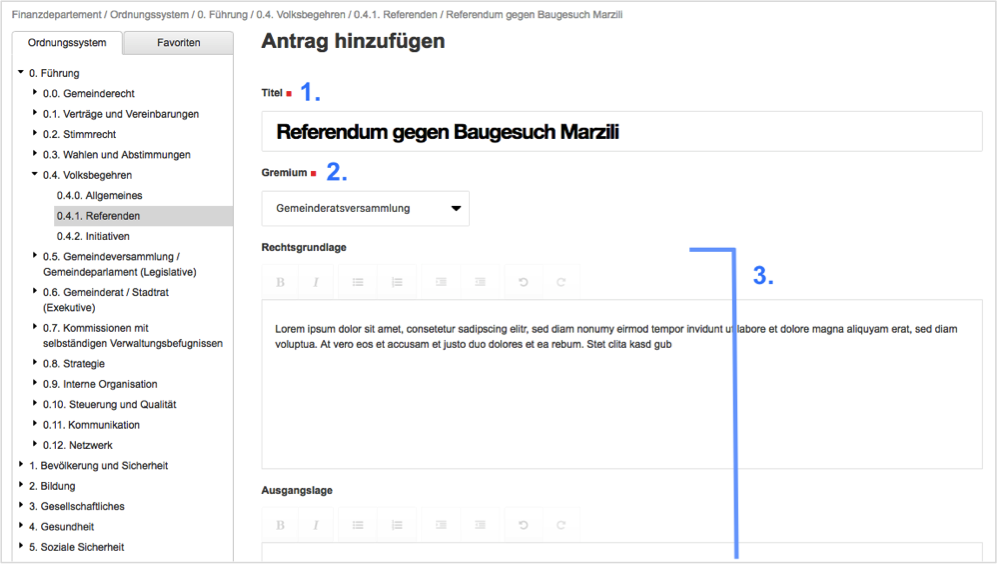 Finanzdepartement / Ordnungssystem / 0. Führung / 0.4. Volksbegehren / 0.4.1. Referenden / Referendum gegen Baugesuch Marzili
Ordnungssystem
Favoriten
0. Führung
0.0. Gemeinderecht
0.1. Verträge und Vereinbarungen
0.2. Stimmrecht
0.3. Wahlen und Abstimmungen
0.4. Volksbegehren
0.4.0. Allgemeines
0.4.1. Referenden
0.4.2. Initiativen
0.5. Gemeindeversammlung /
Gemeindeparlament (Legislative)
0.6. Gemeinderat / Stadtrat
(Exekutive)
0.7. Kommissionen mit
selbständigen Verwaltungsbefugnissen
0.8. Strategie
0.9. Interne Organisation
0.10. Steuerung und Qualität
0.11. Kommunikation
0.12. Netzwerk
1. Bevölkerung und Sicherheit
2. Bildung
3. Gesellschaftliches
4. Gesundheit
5. Soziale Sicherheit
Antrag hinzufügen
Titel 1.
Referendum gegen Baugesuch Marzili
Gremium 2.
Gemeinderatsversammlung
Rechtsgrundlage
3.
B I
Lorem ipsum dolor sit amet, consetetur sadipscing elitr, sed diam nonumy eirmod tempor invidunt ut labore et dolore magna aliquyam erat, sed diam
voluptua. At vero eos et accusam et justo duo dolores et ea rebum. Stet clita kasd gub
Ausgangslage
B I